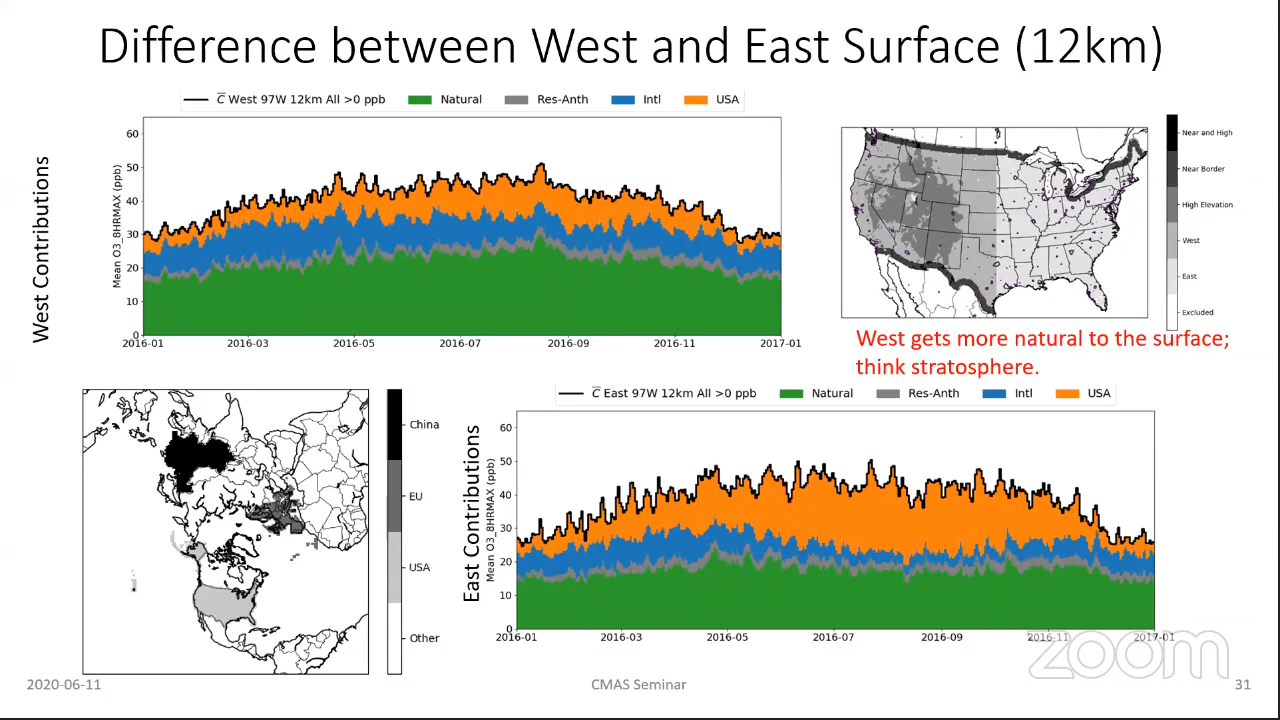 Difference between West and East Surface (12km)
C̅ West 97W 12km All >0 ppb Natural Res-Anth Intl USA
West Contributions
Mean O3_8HRMAX (ppb)
60
50
40
30
20
10
0
2016-01 2016-03 2016-05 2016-07 2016-09 2016-11 2017-01
Near and High
Near Border
High Elevation
West
East
Excluded
West gets more natural to the surface;
think stratosphere.
China
EU
USA
Other
C̅ East 97W 12km All >0 ppb Natural Res-Anth Intl USA
East Contributions
Mean O3_8HRMAX (ppb)
60
50
40
30
20
10
0
2016-01 2016-03 2016-05 2016-07 2016-09 2016-11 2017-01
zoom
2020-06-11 CMAS Seminar 31